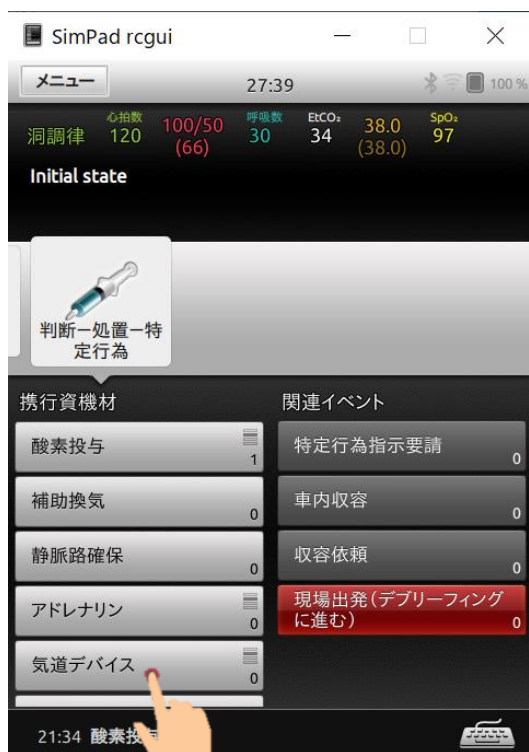 SimPad rcgui
メニュー 27:39 100 %
心拍数 呼吸数 EtCO₂ SpO₂
洞調律 120 100/50 30 34 38.0 97
(66) (38.0)
Initial state
判断ー処置ー特
定行為
携行資機材 関連イベント
酸素投与 1 特定行為指示要請 0
補助換気 0 車内収容 0
静脈路確保 0 収容依頼 0
アドレナリン 0 現場出発(デブリーフィング
に進む) 0
気道デバイス 0
21:34 酸素投